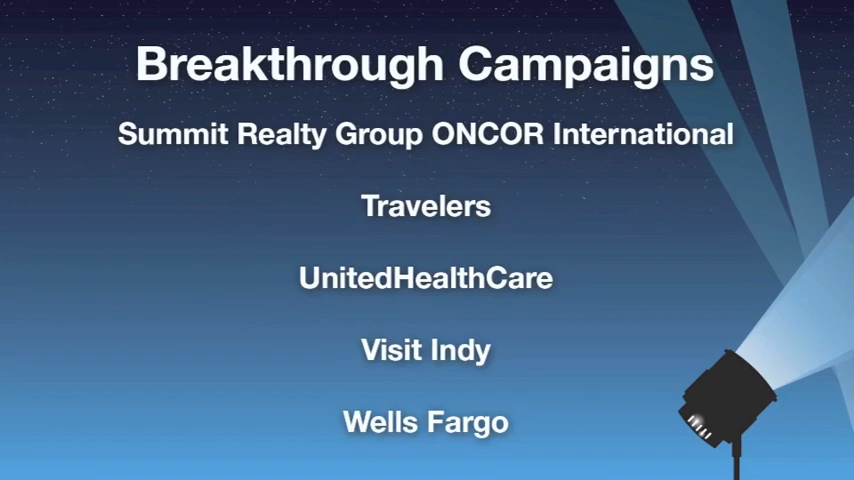 Breakthrough Campaigns
Summit Realty Group ONCOR International
Travelers
UnitedHealthCare
Visit Indy
Wells Fargo